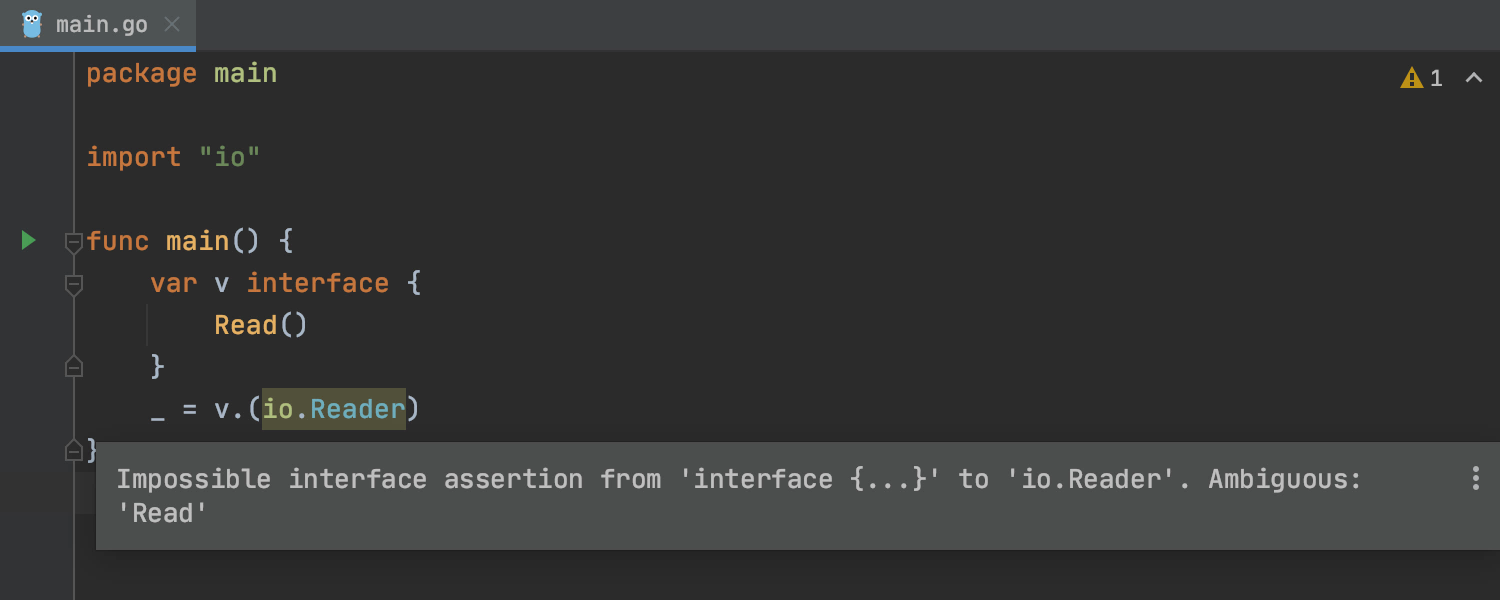 main.go
package main
1
import "io"
func main() {
var v interface {
Read()
}
_ = v.(io.Reader)
}
Impossible interface assertion from 'interface {...}' to 'io.Reader'. Ambiguous:
'Read'